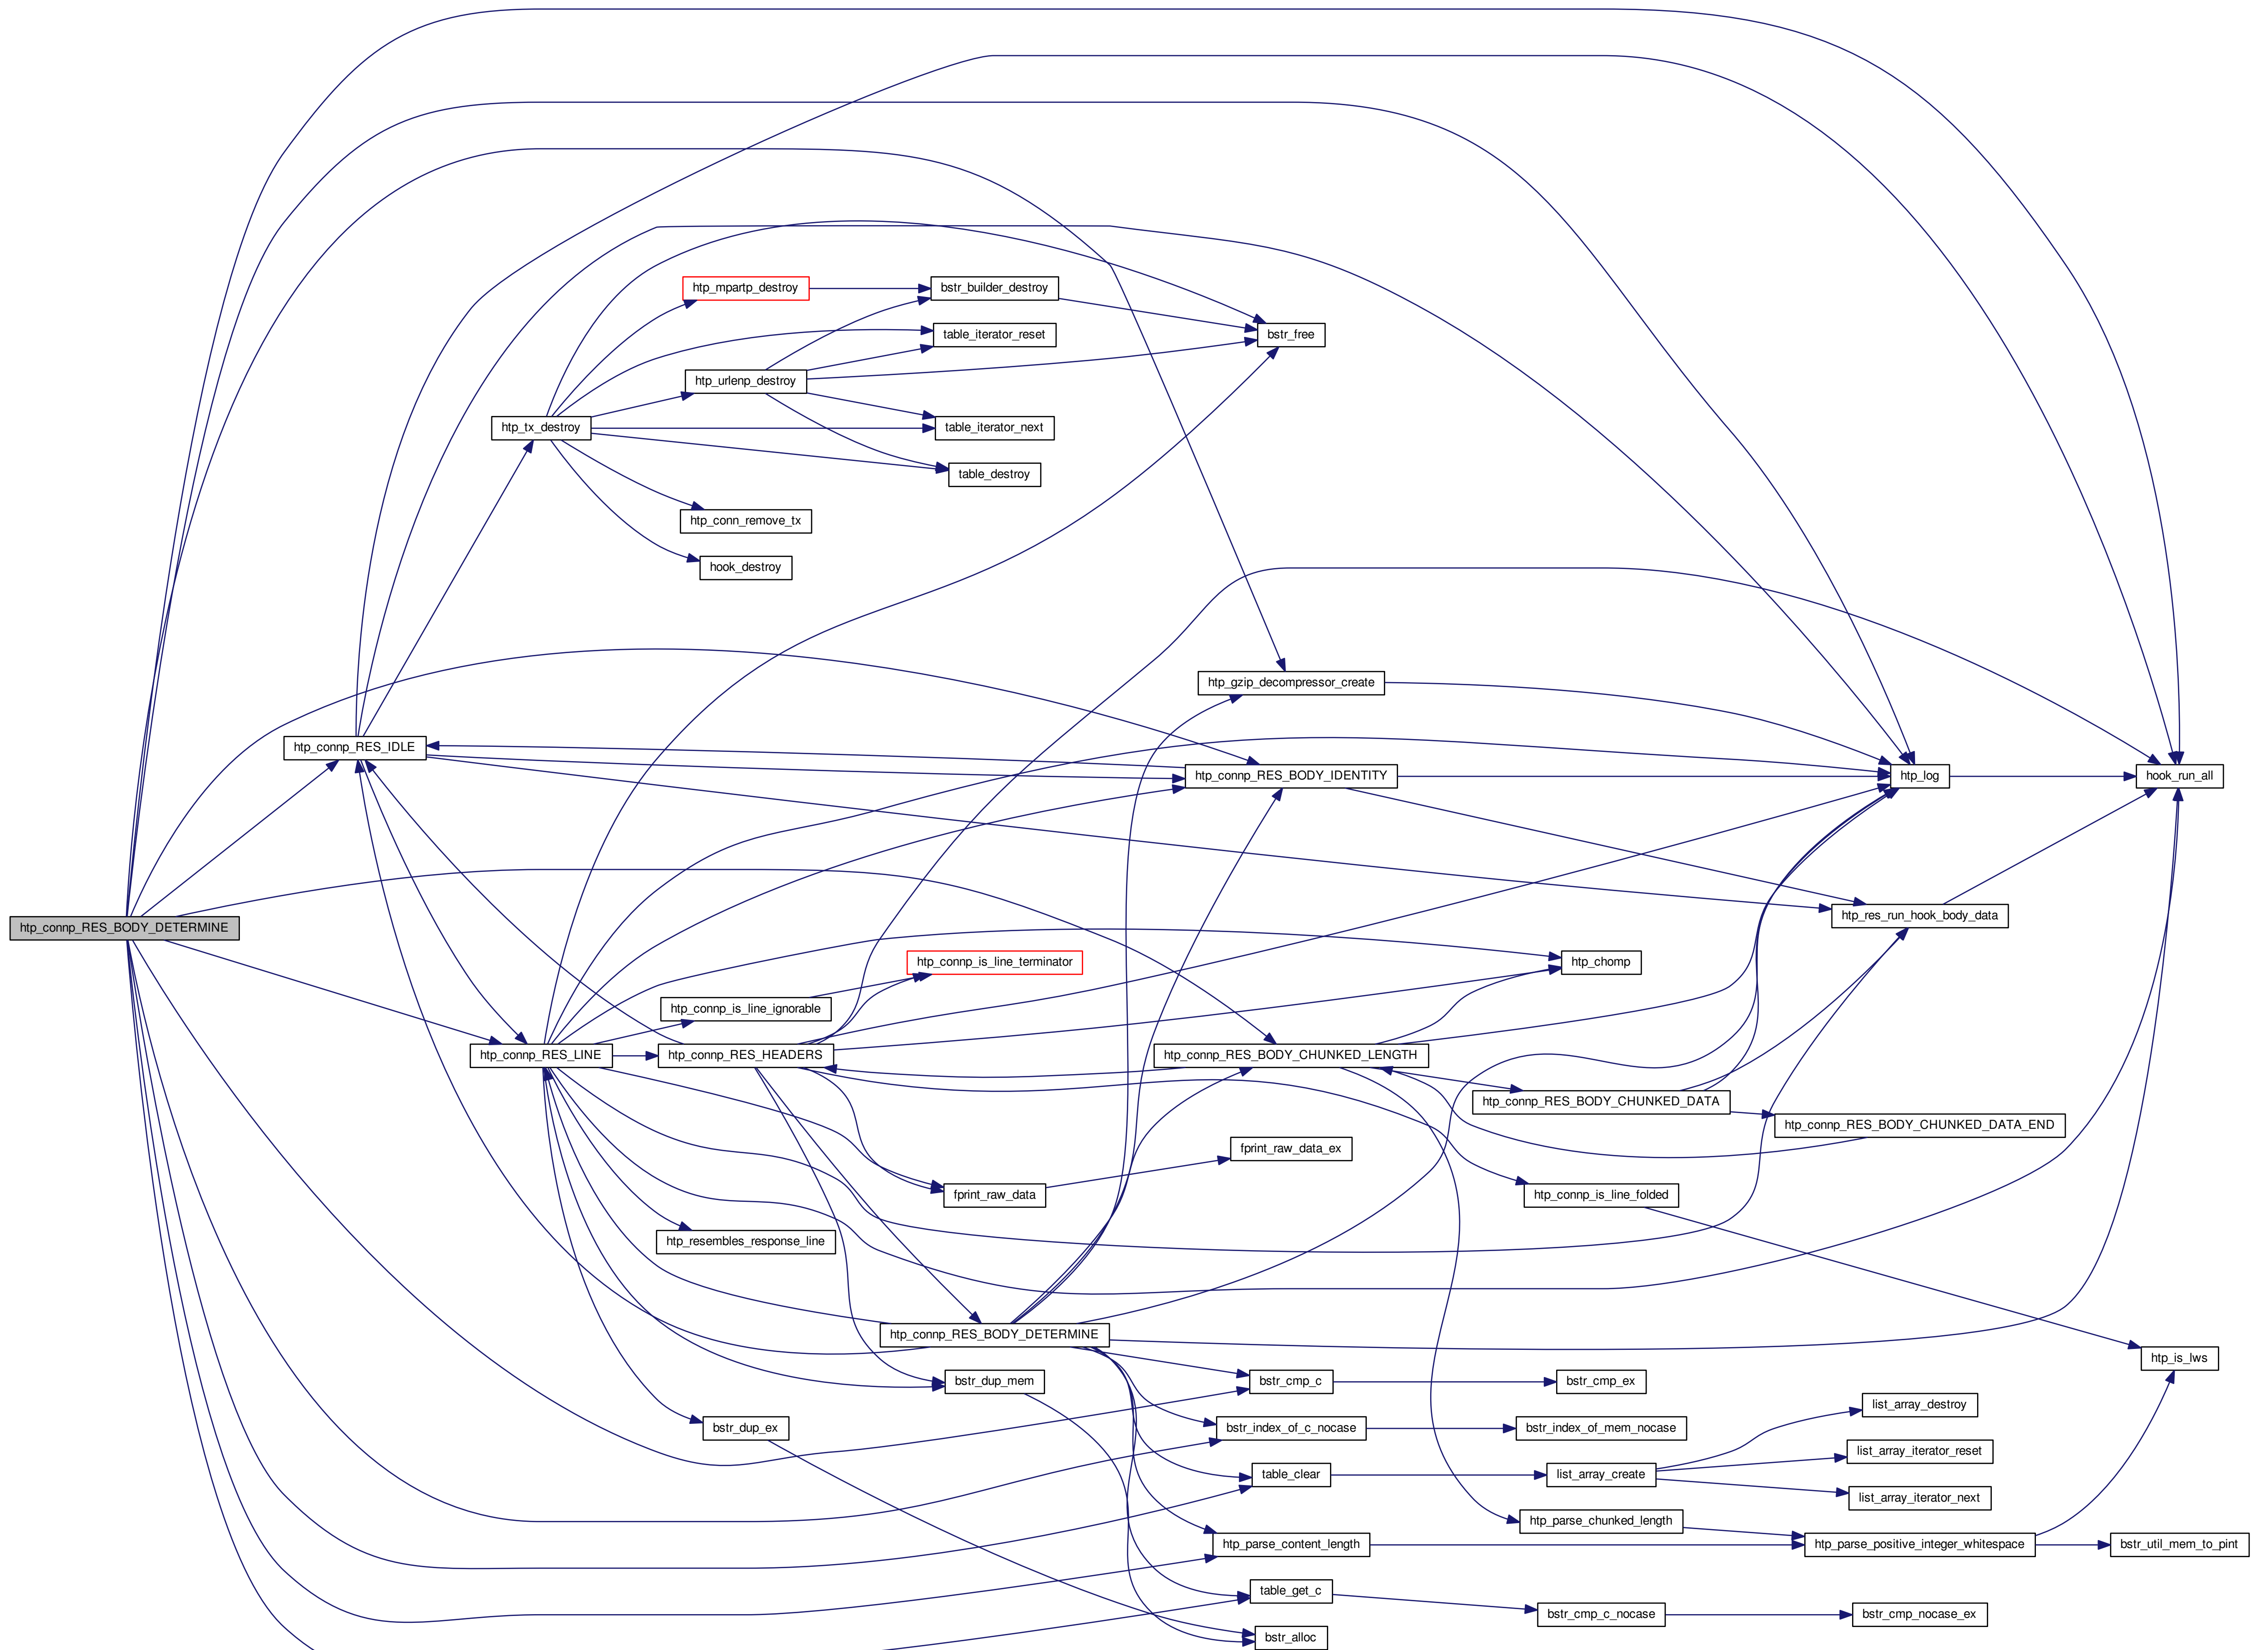 htp_mpartp_destroy
bstr_builder_destroy
table_iterator_reset
bstr_free
htp_urlenp_destroy
htp_tx_destroy
table_iterator_next
table_destroy
htp_conn_remove_tx
hook_destroy
htp_gzip_decompressor_create
htp_connp_RES_IDLE
htp_connp_RES_BODY_IDENTITY
htp_log
hook_run_all
htp_connp_RES_BODY_DETERMINE
htp_res_run_hook_body_data
htp_connp_is_line_terminator
htp_chomp
htp_connp_is_line_ignorable
htp_connp_RES_LINE
htp_connp_RES_HEADERS
htp_connp_RES_BODY_CHUNKED_LENGTH
htp_connp_RES_BODY_CHUNKED_DATA
htp_connp_RES_BODY_CHUNKED_DATA_END
fprint_raw_data_ex
fprint_raw_data
htp_connp_is_line_folded
htp_resembles_response_line
htp_connp_RES_BODY_DETERMINE
htp_is_lws
bstr_dup_mem
bstr_cmp_c
bstr_cmp_ex
list_array_destroy
bstr_dup_ex
bstr_index_of_c_nocase
bstr_index_of_mem_nocase
list_array_iterator_reset
table_clear
list_array_create
list_array_iterator_next
htp_parse_chunked_length
htp_parse_content_length
htp_parse_positive_integer_whitespace
bstr_util_mem_to_pint
table_get_c
bstr_cmp_c_nocase
bstr_cmp_nocase_ex
bstr_alloc